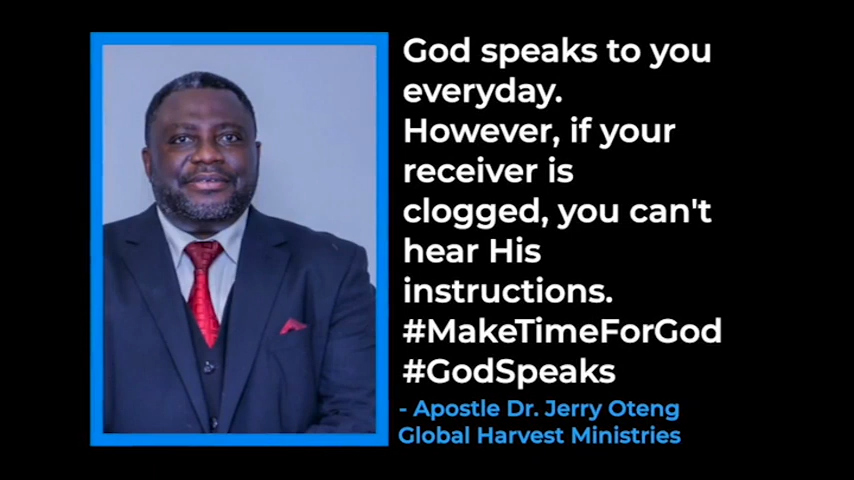 God speaks to you
everyday.
However, if your
receiver is
clogged, you can't
hear His
instructions.
#MakeTimeForGod
#GodSpeaks
- Apostle Dr. Jerry Oteng
Global Harvest Ministries